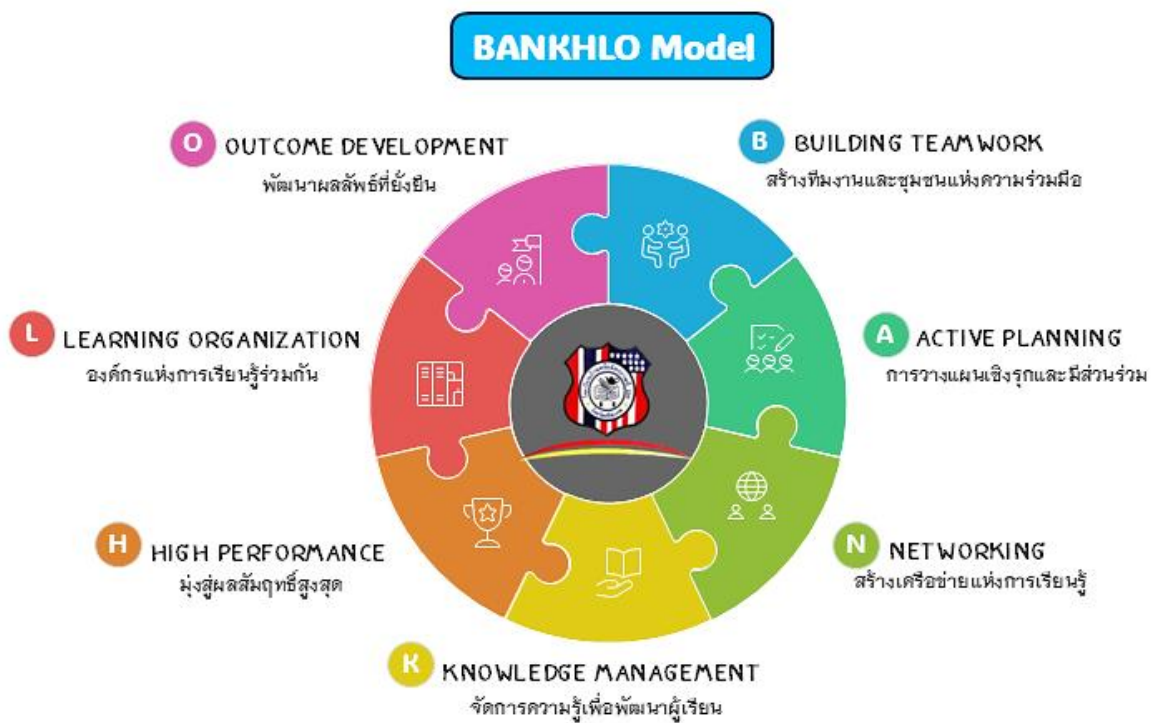 BANKHLO Model
B BUILDING TEAMWORK
สร้างทีมงานและชุมชนแห่งความร่วมมือ
A ACTIVE PLANNING
การวางแผนเชิงรุกและมีส่วนร่วม
N NETWORKING
สร้างเครือข่ายแห่งการเรียนรู้
K KNOWLEDGE MANAGEMENT
จัดการความรู้เพื่อพัฒนาผู้เรียน
H HIGH PERFORMANCE
มุ่งสู่ผลสัมฤทธิ์สูงสุด
L LEARNING ORGANIZATION
องค์กรแห่งการเรียนรู้ร่วมกัน
O OUTCOME DEVELOPMENT
พัฒนาผลลัพธ์ที่ยั่งยืน